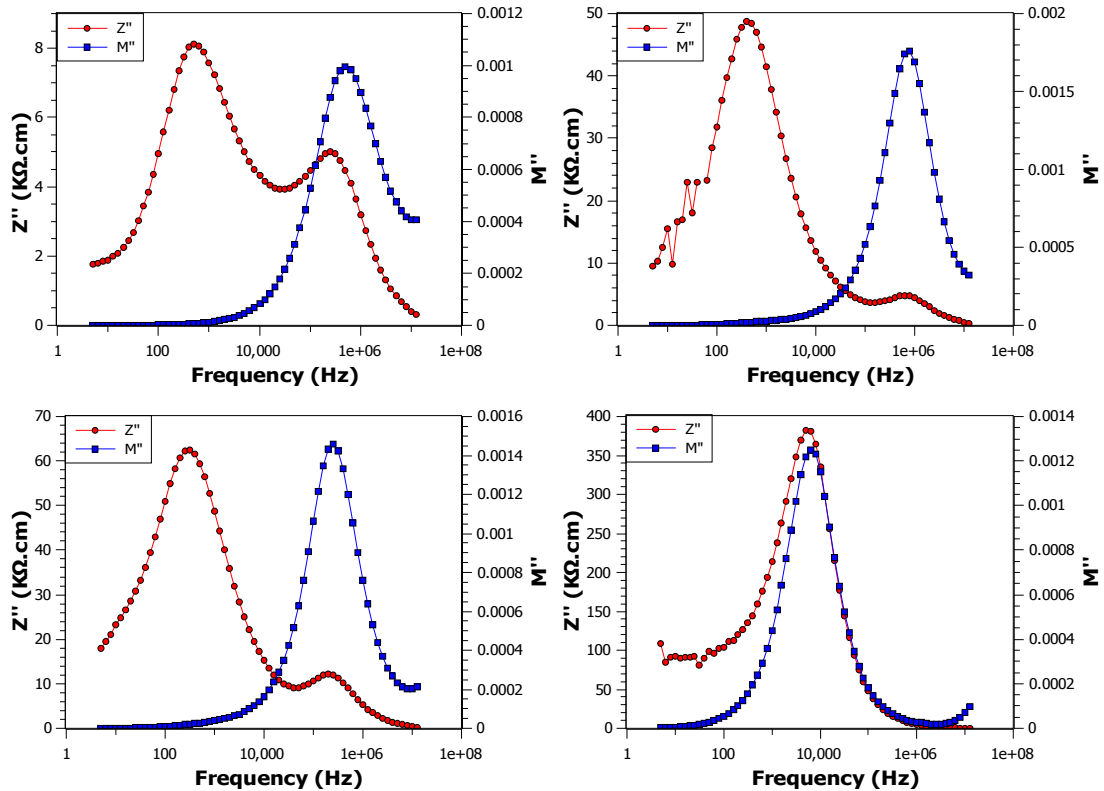 Z''
M''
8
6
4
2
0
Z'' (KΩ.cm)
0.0012
0.001
0.0008
0.0006
0.0004
0.0002
0
M''
1
100
10,000
1e+06
1e+08
Frequency (Hz)
Z''
M''
50
40
30
20
10
0
Z'' (KΩ.cm)
0.002
0.0015
0.001
0.0005
0
M''
1
100
10,000
1e+06
1e+08
Frequency (Hz)
Z''
M''
70
60
50
40
30
20
10
0
Z'' (KΩ.cm)
0.0016
0.0014
0.0012
0.001
0.0008
0.0006
0.0004
0.0002
0
M''
1
100
10,000
1e+06
1e+08
Frequency (Hz)
Z''
M''
400
350
300
250
200
150
100
50
0
Z'' (KΩ.cm)
0.0014
0.0012
0.001
0.0008
0.0006
0.0004
0.0002
0
M''
1
100
10,000
1e+06
1e+08
Frequency (Hz)